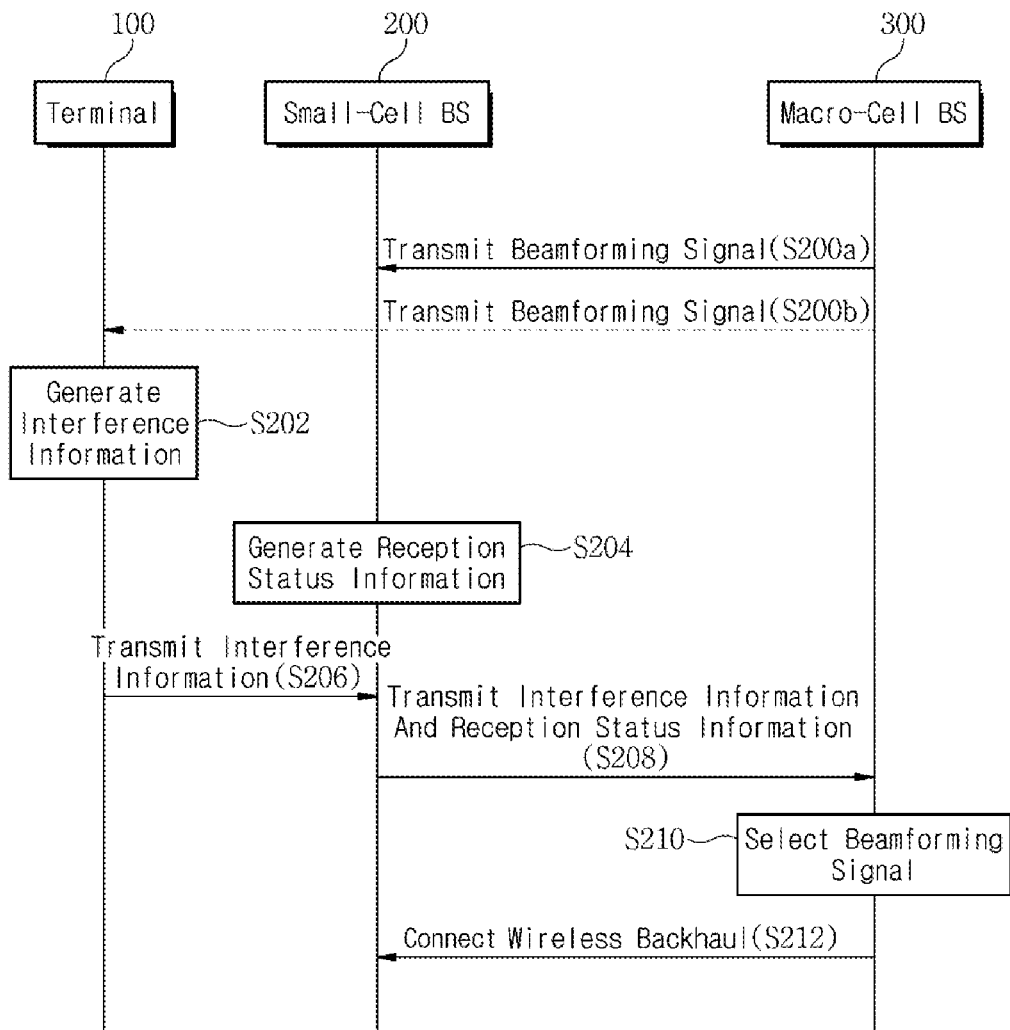 100
200
300
Terminal
Small-Cell BS
Macro-Cell BS
Transmit Beamforming Signal(S200a)
Transmit Beamforming Signal(S200b)
Generate
Interference
Information
S202
Generate Reception
Status Information
S204
Transmit Interference
Information(S206)
Transmit Interference Information
And Reception Status Information
(S208)
S210
Select Beamforming
Signal
Connect Wireless Backhaul(S212)